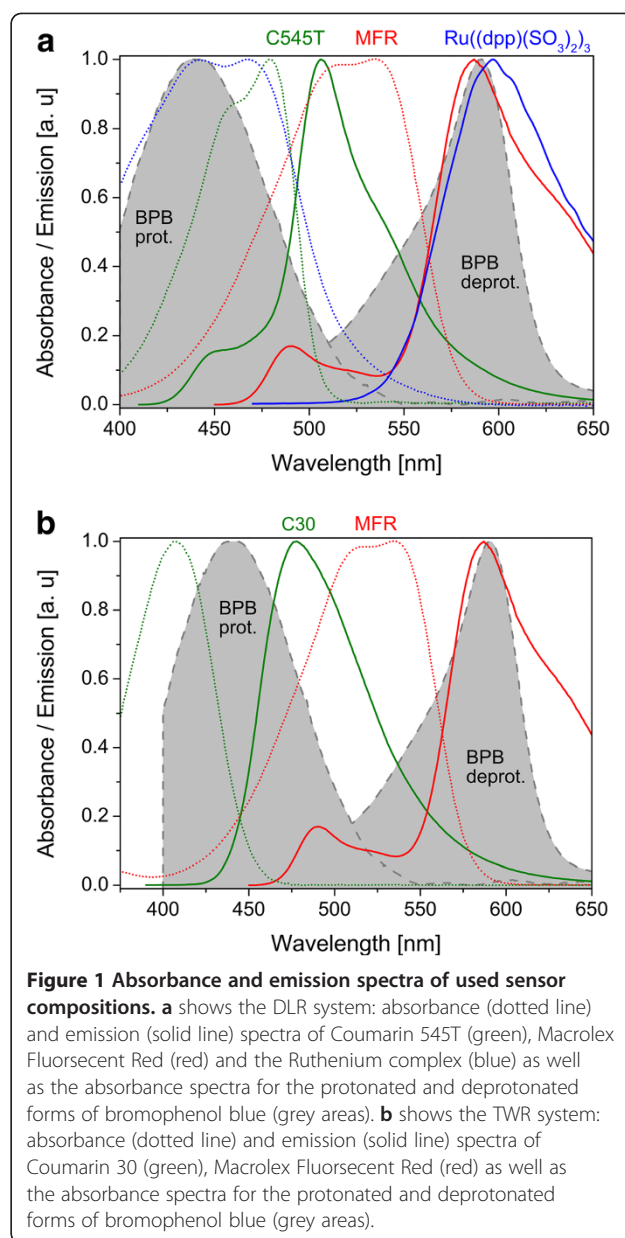 a
C545T MFR Ru((dpp)(SO3)2)3
Absorbance / Emission [a. u]
1.0
0.8
0.6
0.4
0.2
0.0
BPB
prot.
BPB
deprot.
400 450 500 550 600 650
Wavelength [nm]
b
C30 MFR
Absorbance / Emission [a. u]
1.0
0.8
0.6
0.4
0.2
0.0
BPB
prot.
BPB
deprot.
400 450 500 550 600 650
Wavelength [nm]
Figure 1 Absorbance and emission spectra of used sensor
compositions. a shows the DLR system: absorbance (dotted line)
and emission (solid line) spectra of Coumarin 545T (green), Macrolex
Fluorsecent Red (red) and the Ruthenium complex (blue) as well
as the absorbance spectra for the protonated and deprotonated
forms of bromophenol blue (grey areas). b shows the TWR system:
absorbance (dotted line) and emission (solid line) spectra of
Coumarin 30 (green), Macrolex Fluorsecent Red (red) as well as
the absorbance spectra for the protonated and deprotonated
forms of bromophenol blue (grey areas).